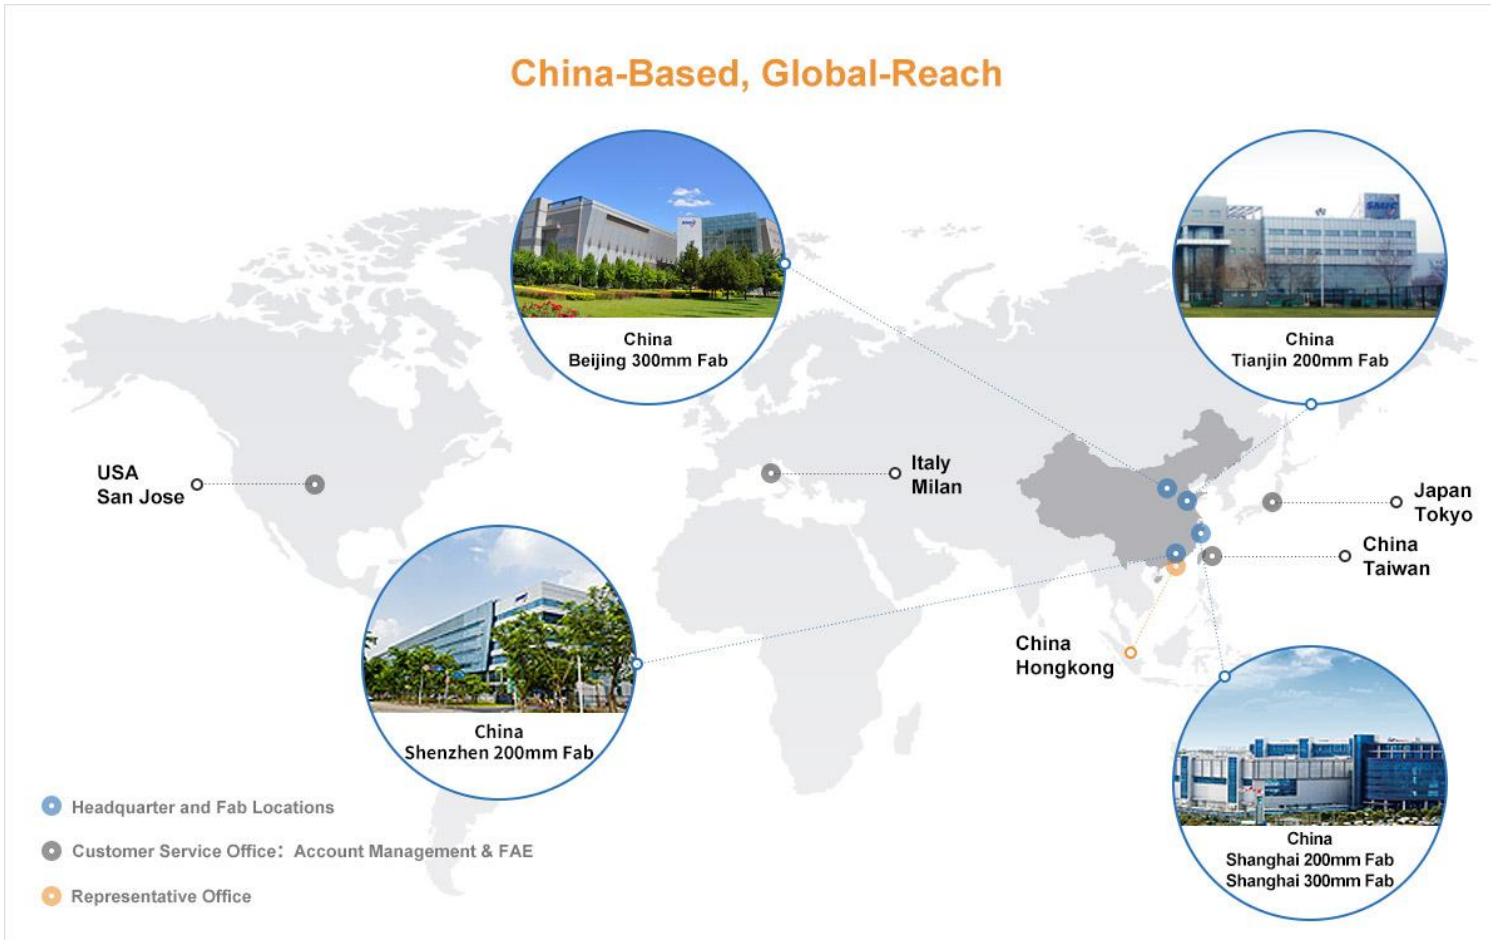 China-Based, Global-Reach
SMIC
China
Beijing 300mm Fab
China
Tianjin 200mm Fab
USA
San Jose
Italy
Milan
Japan
Tokyo
China
Taiwan
China
Hongkong
China
Shenzhen 200mm Fab
China
Shanghai 200mm Fab
Shanghai 300mm Fab
Headquarter and Fab Locations
Customer Service Office: Account Management & FAE
Representative Office